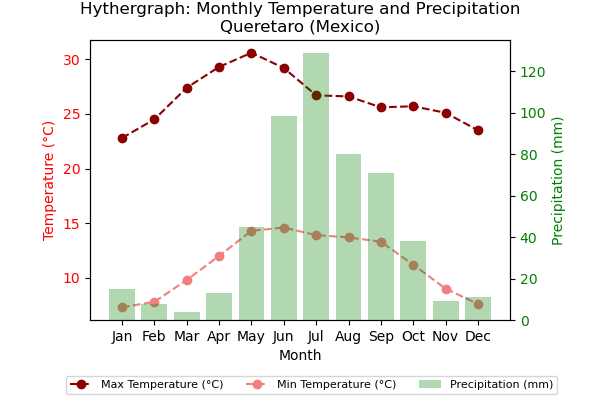 Hythergraph: Monthly Temperature and Precipitation
Queretaro (Mexico)
Temperature (°C)
30
25
20
15
10
120
100
80
60
40
20
0
Precipitation (mm)
Jan Feb Mar Apr May Jun Jul Aug Sep Oct Nov Dec
Month
Max Temperature (°C) Min Temperature (°C) Precipitation (mm)